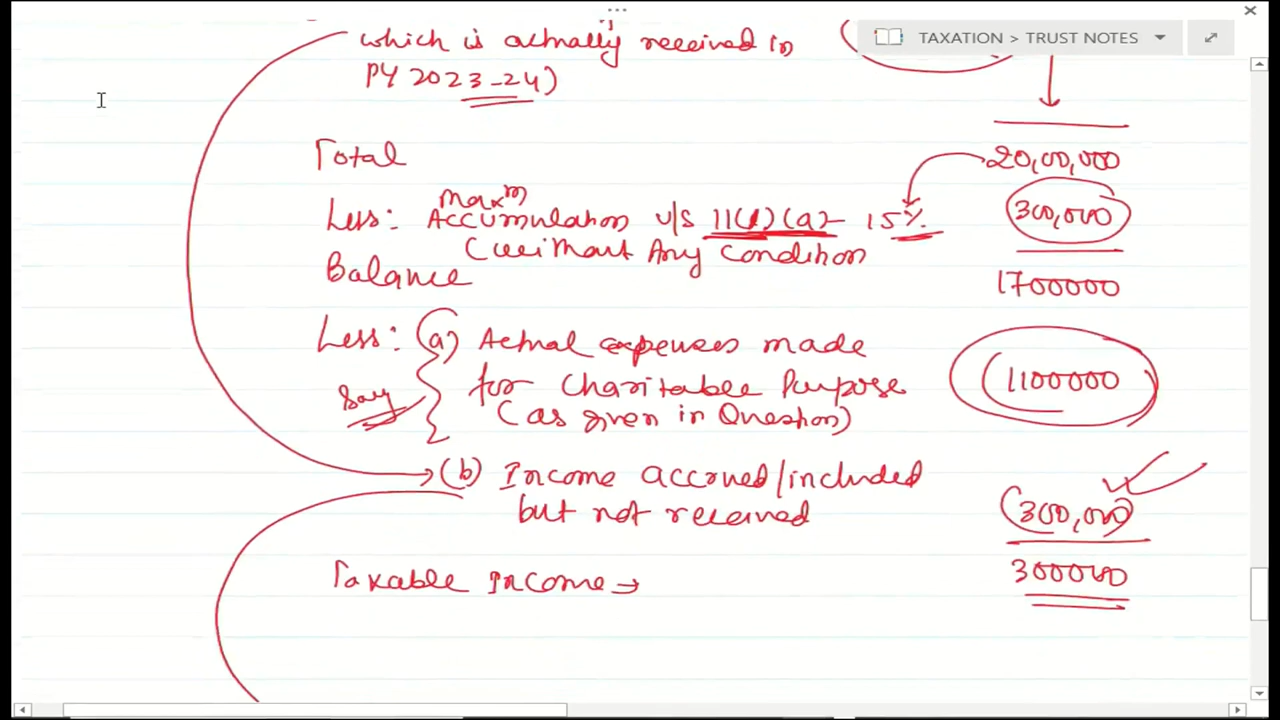 TAXATION > TRUST NOTES
which is actually received in
PY 2023-24)
Total 20,00,000
Less: Maxm Accumulation u/s 11(1)(a)- 15% 300,000
(without Any Condition)
Balance 1700000
Less: (a) Actual expenses made
for Charitable Purpose (1100000
Say
(as given in Question)
(b) Income accrued/included
but not received (300,000)
Taxable Income → 300000